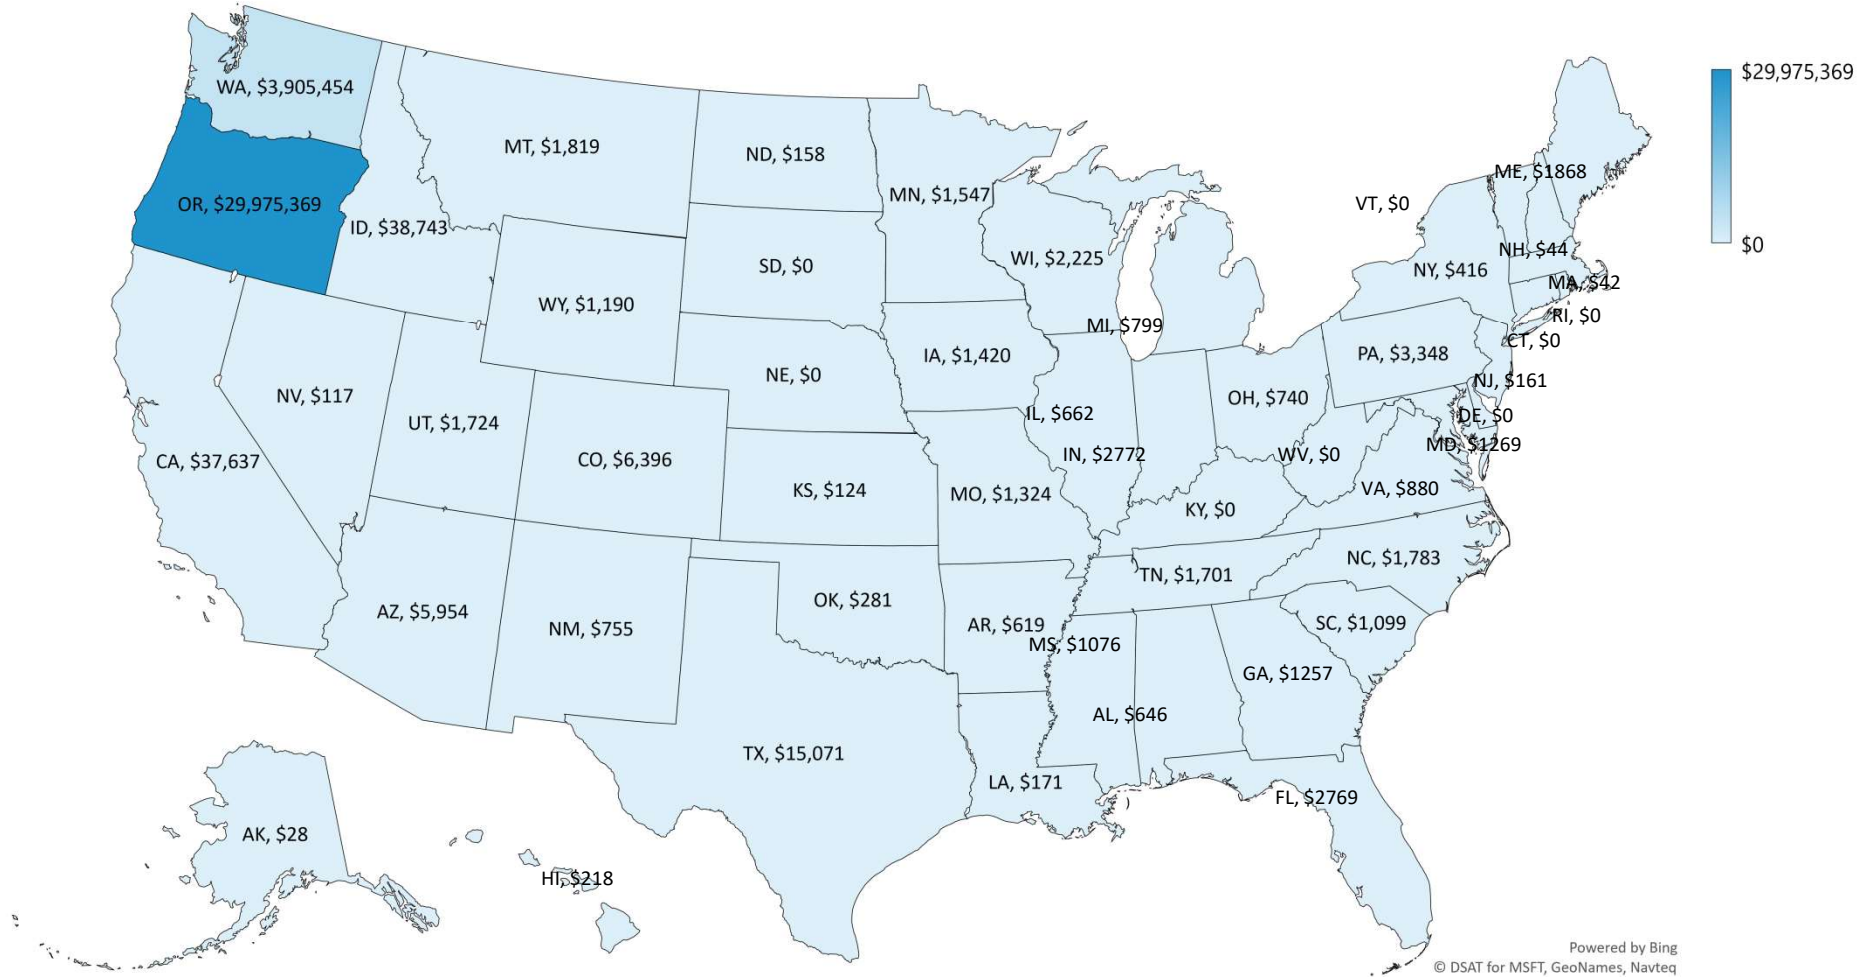 WA, $3,905,454
$29,975,369
MT, $1,819
ND, $158
ME, $1868
MN, $1,547
OR, $29,975,369
VT, $0
ID, $38,743
$0
NH, $44
WI, $2,225
SD, $0
NY, $416
MA, $42
WY, $1,190
RI, $0
MI, $799
CT, $0
IA, $1,420
PA, $3,348
NE, $0
NJ, $161
NV, $117
OH, $740
IL, $662
DE, $0
UT, $1,724
MD, $1269
IN, $2772
WV, $0
CA, $37,637
CO, $6,396
KS, $124
VA, $880
MO, $1,324
KY, $0
NC, $1,783
TN, $1,701
OK, $281
AZ, $5,954
SC, $1,099
AR, $619
NM, $755
MS, $1076
GA, $1257
AL, $646
TX, $15,071
LA, $171
FL, $2769
)
AK, $28
HI, $218
Powered by Bing
© DSAT for MSFT, GeoNames, Navteq